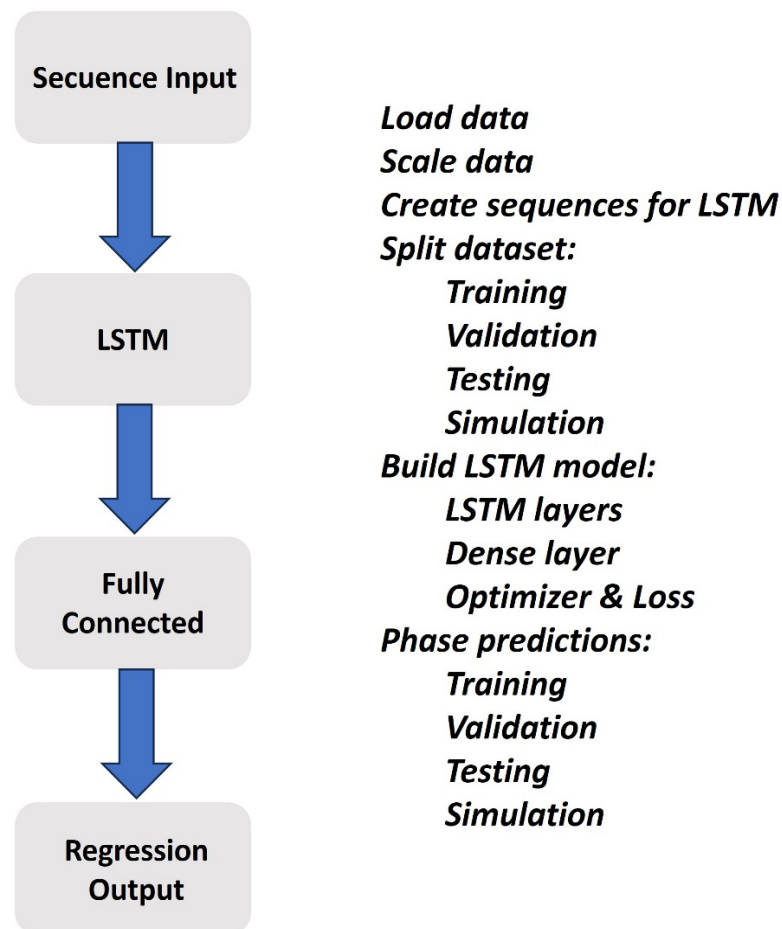 Secuence Input
LSTM
Fully
Connected
Regression
Output
Load data
Scale data
Create sequences for LSTM
Split dataset:
Training
Validation
Testing
Simulation
Build LSTM model:
LSTM layers
Dense layer
Optimizer & Loss
Phase predictions:
Training
Validation
Testing
Simulation